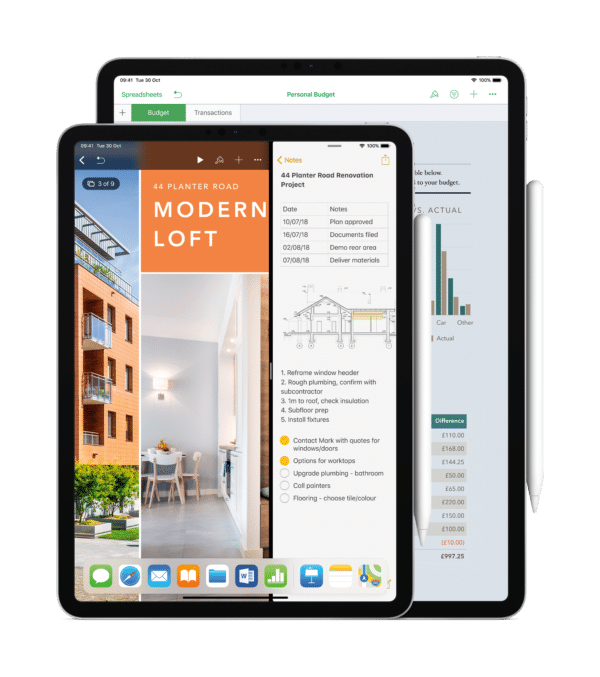 09:41 Tue 30 Oct
100%
Spreadsheets
Personal Budget
+ Budget Transactions
ble below.
to your budget.
VS. ACTUAL
Car Other
Actual
Difference
£110.00
£168.00
£144.25
£50.00
£65.00
£220.00
£150.00
£100.00
(£10.00)
£997.25
09:41 Tue 30 Oct
100%
3 of 9
44 PLANTER ROAD
MODERN
LOFT
Notes
44 Planter Road Renovation
Project
Date Notes
10/07/18 Plan approved
16/07/18 Documents filed
02/08/18 Demo rear area
07/08/18 Deliver materials
1. Reframe window header
2. Rough plumbing, confirm with
subcontractor
3. 1m to roof, check insulation
4. Subfloor prep
5. Install fixtures
Contact Mark with quotes for
windows/doors
Options for worktops
Upgrade plumbing - bathroom
Call painters
Flooring - choose tile/colour
W